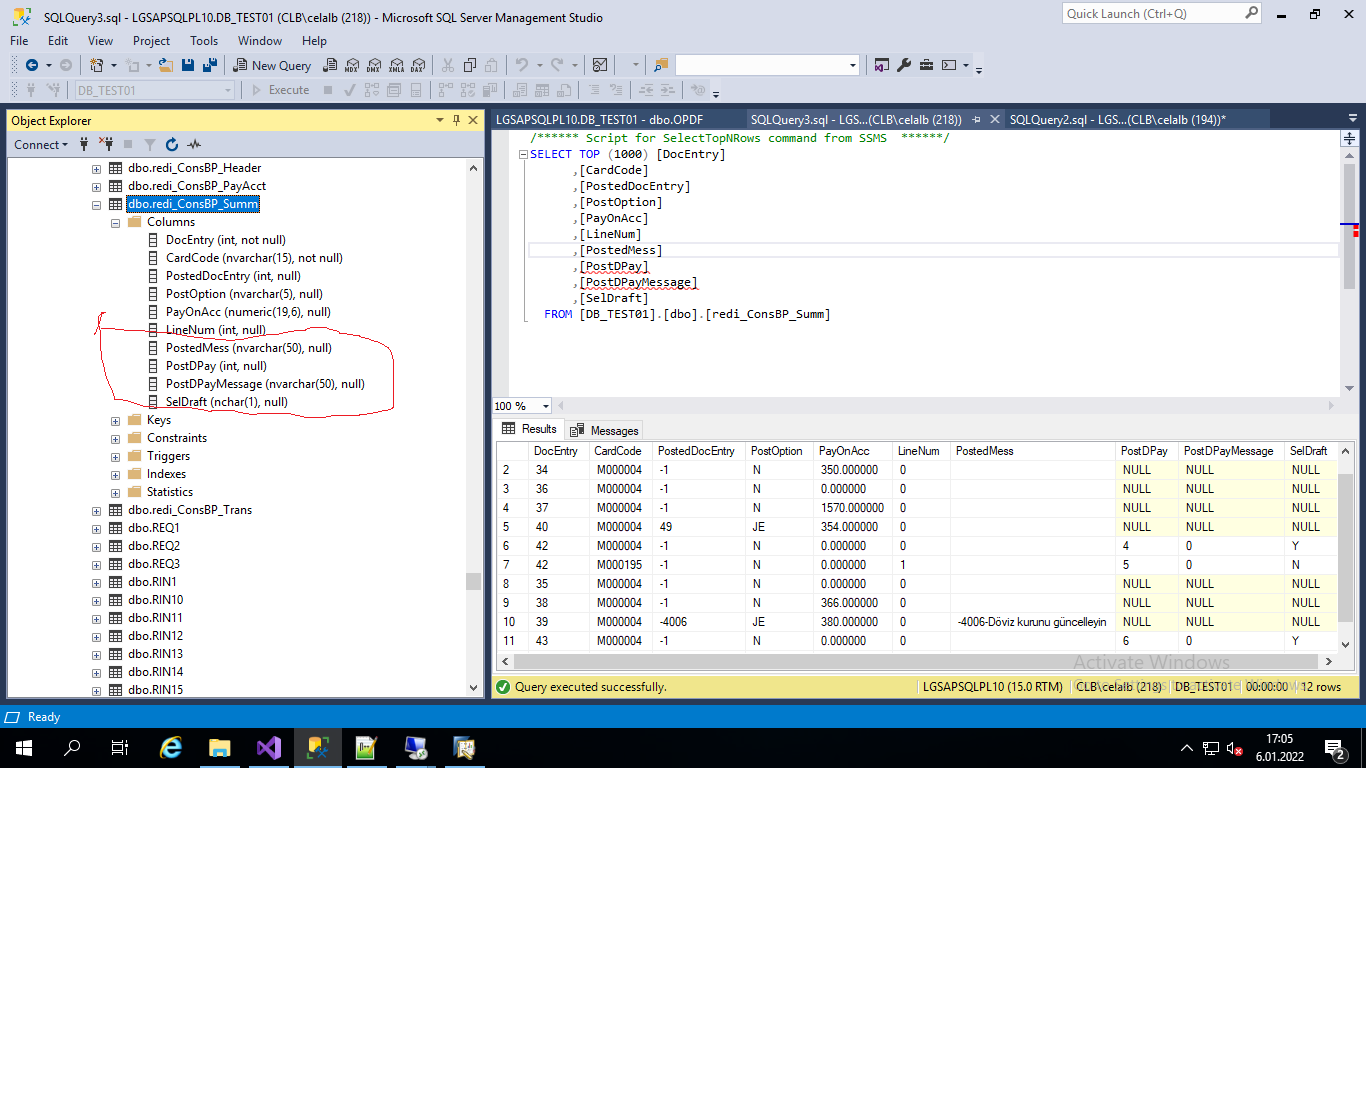 SQLQuery3.sql - LGSAPSQLPL10.DB_TEST01 (CLB\celalb (218)) - Microsoft SQL Server Management Studio
Quick Launch (Ctrl+Q)
File Edit View Project Tools Window Help
New Query MDX DMX XMLA DAX
DB_TEST01 Execute
Object Explorer
Connect
dbo.redi_ConsBP_Header
dbo.redi_ConsBP_PayAcct
dbo.redi_ConsBP_Summ
Columns
DocEntry (int, not null)
CardCode (nvarchar(15), not null)
PostedDocEntry (int, null)
PostOption (nvarchar(5), null)
PayOnAcc (numeric(19,6), null)
LineNum (int, null)
PostedMess (nvarchar(50), null)
PostDPay (int, null)
PostDPayMessage (nvarchar(50), null)
SelDraft (nchar(1), null)
Keys
Constraints
Triggers
Indexes
Statistics
dbo.redi_ConsBP_Trans
dbo.REQ1
dbo.REQ2
dbo.REQ3
dbo.RIN1
dbo.RIN10
dbo.RIN11
dbo.RIN12
dbo.RIN13
dbo.RIN14
dbo.RIN15
LGSAPSQLPL10.DB_TEST01 - dbo.OPDF
SQLQuery3.sql - LGS...(CLB\celalb (218))
SQLQuery2.sql - LGS...(CLB\celalb (194))*
/****** Script for SelectTopNRows command from SSMS  ******/
SELECT TOP (1000) [DocEntry]
,[CardCode]
,[PostedDocEntry]
,[PostOption]
,[PayOnAcc]
,[LineNum]
,[PostedMess]
,[PostDPay]
,[PostDPayMessage]
,[SelDraft]
FROM [DB_TEST01].[dbo].[redi_ConsBP_Summ]
100 %
Results Messages
DocEntry CardCode PostedDocEntry PostOption PayOnAcc LineNum PostedMess PostDPay PostDPayMessage SelDraft
2 34 M000004 -1 N 350.000000 0 NULL NULL NULL
3 36 M000004 -1 N 0.000000 0 NULL NULL NULL
4 37 M000004 -1 N 1570.000000 0 NULL NULL NULL
5 40 M000004 49 JE 354.000000 0 NULL NULL NULL
6 42 M000004 -1 N 0.000000 0 4 0 Y
7 42 M000195 -1 N 0.000000 1 5 0 N
8 35 M000004 -1 N 0.000000 0 NULL NULL NULL
9 38 M000004 -1 N 366.000000 0 NULL NULL NULL
10 39 M000004 -4006 JE 380.000000 0 -4006-Döviz kurunu güncelleyin NULL NULL NULL
11 43 M000004 -1 N 0.000000 0 6 0 Y
Activate Windows
Query executed successfully.
LGSAPSQLPL10 (15.0 RTM) CLB\celalb (218) DB_TEST01 00:00:00 12 rows
Ready
17:05
6.01.2022
2